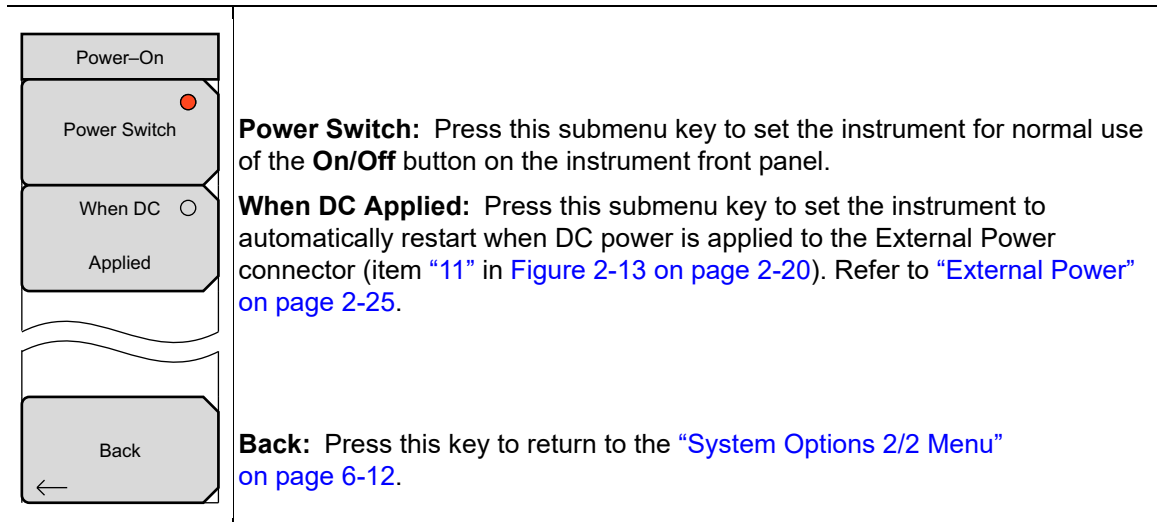 Power–On
Power Switch
Power Switch: Press this submenu key to set the instrument for normal use
of the On/Off button on the instrument front panel.
When DC
Applied
When DC Applied: Press this submenu key to set the instrument to
automatically restart when DC power is applied to the External Power
connector (item “11” in Figure 2-13 on page 2-20). Refer to “External Power”
on page 2-25.
Back
Back: Press this key to return to the “System Options 2/2 Menu”
on page 6-12.